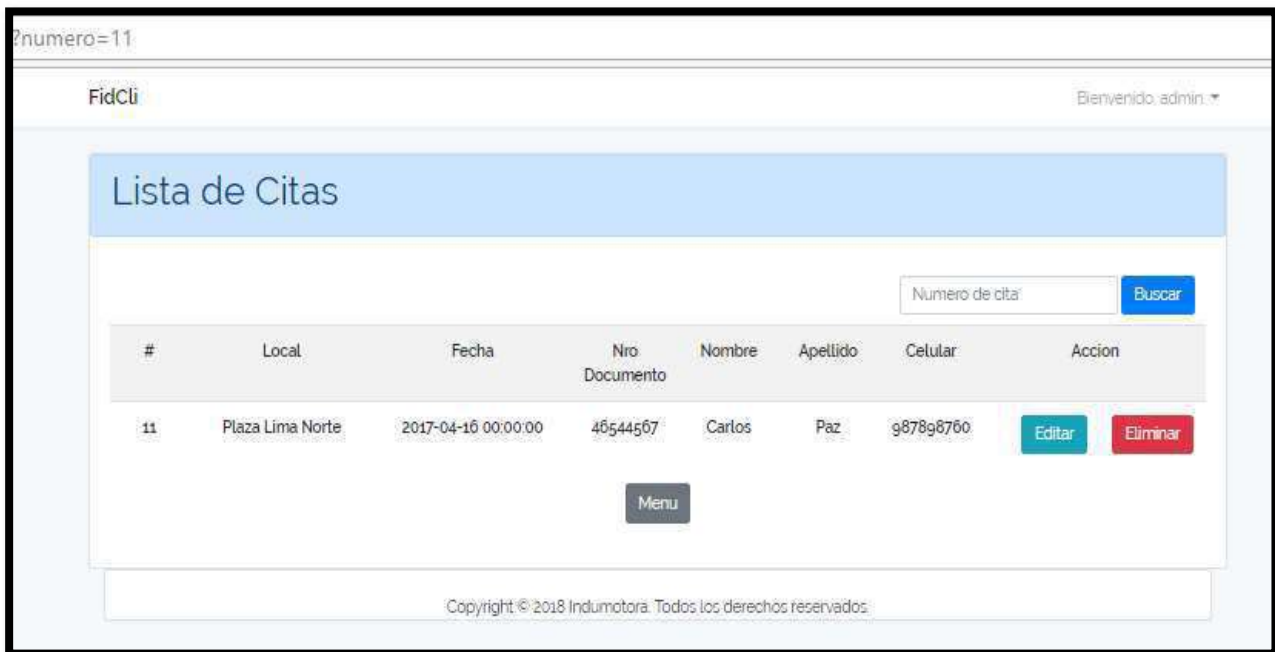 ?numero=11
FidCli
Bienvenido, admin
Lista de Citas
Numero de cita
Buscar
# Local Fecha Nro Documento Nombre Apellido Celular Accion
11 Plaza Lima Norte 2017-04-16 00:00:00 46544567 Carlos Paz 987898760 Editar Eliminar
Menu
Copyright © 2018 Indumotora. Todos los derechos reservados.